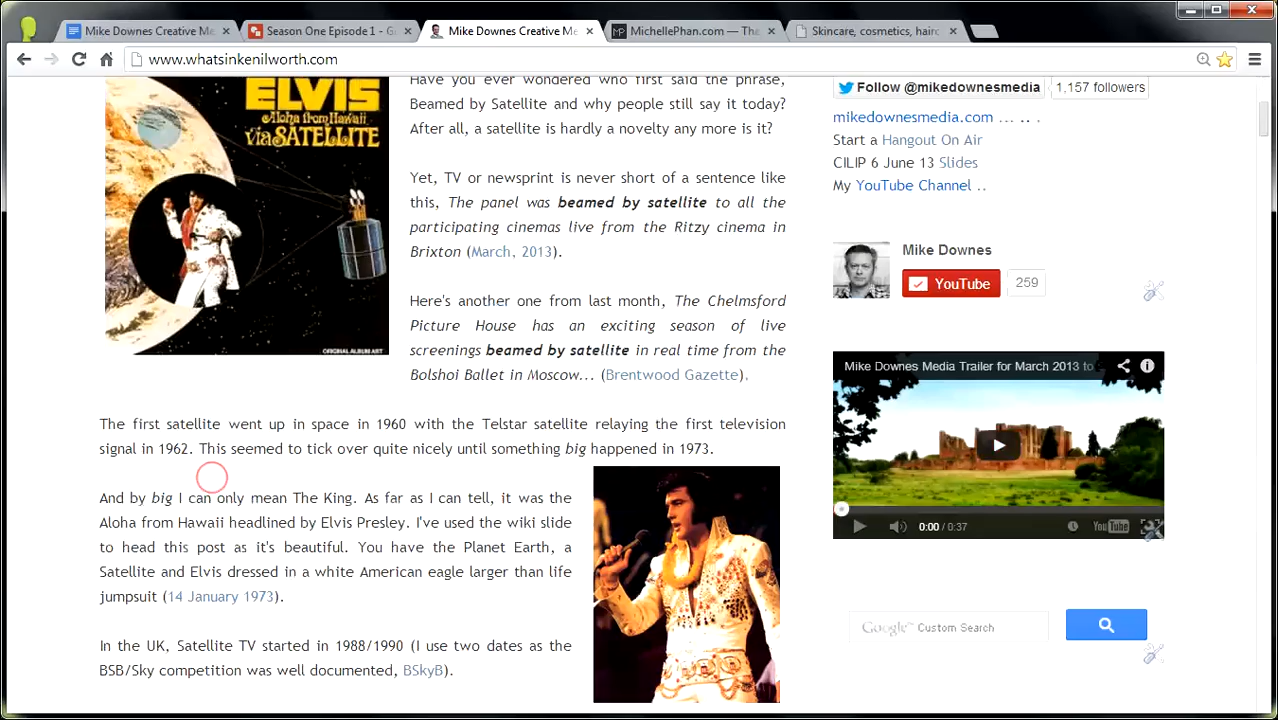 Mike Downes Creative Me
Season One Episode 1 - G
Mike Downes Creative Me
MichellePhan.com — Tha
Skincare, cosmetics, hairc
www.whatsinkenilworth.com
ELVIS
Aloha from Hawaii
via SATELLITE
ORIGINAL ALBUM ART
Have you ever wondered who first said the phrase,
Beamed by Satellite and why people still say it today?
After all, a satellite is hardly a novelty any more is it?
Yet, TV or newsprint is never short of a sentence like
this, The panel was beamed by satellite to all the
participating cinemas live from the Ritzy cinema in
Brixton (March, 2013).
Here's another one from last month, The Chelmsford
Picture House has an exciting season of live
screenings beamed by satellite in real time from the
Bolshoi Ballet in Moscow... (Brentwood Gazette).
The first satellite went up in space in 1960 with the Telstar satellite relaying the first television
signal in 1962. This seemed to tick over quite nicely until something big happened in 1973.
And by big I can only mean The King. As far as I can tell, it was the
Aloha from Hawaii headlined by Elvis Presley. I've used the wiki slide
to head this post as it's beautiful. You have the Planet Earth, a
Satellite and Elvis dressed in a white American eagle larger than life
jumpsuit (14 January 1973).
In the UK, Satellite TV started in 1988/1990 (I use two dates as the
BSB/Sky competition was well documented, BSkyB).
Follow @mikedownesmedia 1,157 followers
mikedownesmedia.com ... .. .
Start a Hangout On Air
CILIP 6 June 13 Slides
My YouTube Channel ..
Mike Downes
YouTube 259
Mike Downes Media Trailer for March 2013 to
0:00 / 0:37 YouTube
Google™ Custom Search